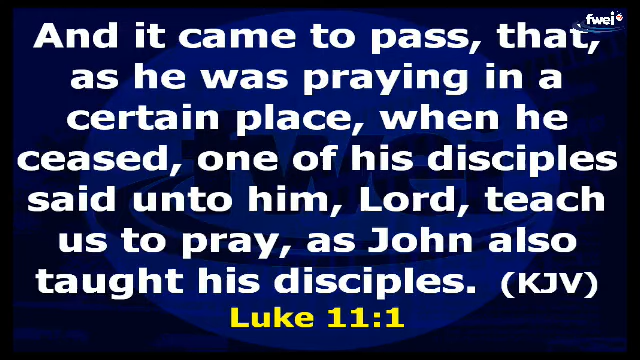 fwei
And it came to pass, that,
as he was praying in a
certain place, when he
ceased, one of his disciples
said unto him, Lord, teach
us to pray, as John also
taught his disciples. (KJV)
Luke 11:1